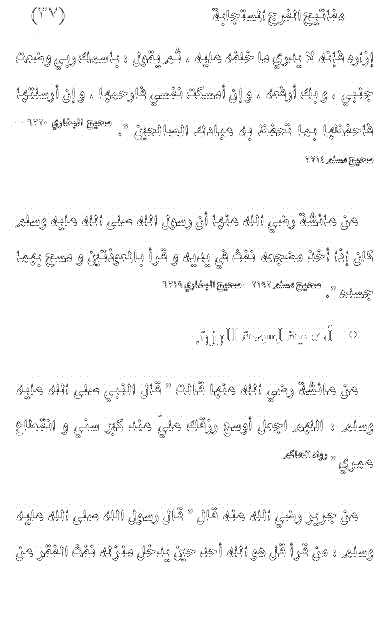 مفاتيح الفرج المستجابة (٣٧)
إزاره فإنه لا يدري ما خلفه عليه ، ثم يقول : باسمك ربي وضعت
جنبي ، وبك أرفعه ، وإن أمسكت نفسي فارحمها ، وإن أرسلتها
فاحفظها بما تحفظ به عبادك الصالحين ". صحيح البخاري ٦٣٢٠ -
صحيح مسلم ٢٧١٤
عن عائشة رضي الله عنها أن رسول الله صلى الله عليه وسلم
كان إذا أخذ مضجعه نفث في يديه و قرأ بالمعوذتين و مسح بهما
جسده ". صحيح مسلم ٢١٩٢ - صحيح البخاري ٦٣١٩
○ أدعية لسعة الرزق
عن عائشة رضي الله عنها قالت " قال النبي صلى الله عليه
وسلم : اللهم اجعل أوسع رزقك عليّ عند كبر سني و انقطاع
عمري " رواه الحاكم
عن جرير رضي الله عنه قال " قال رسول الله صلى الله عليه
وسلم : من قرأ قل هو الله أحد حين يدخل منزله نفت الفقر عن